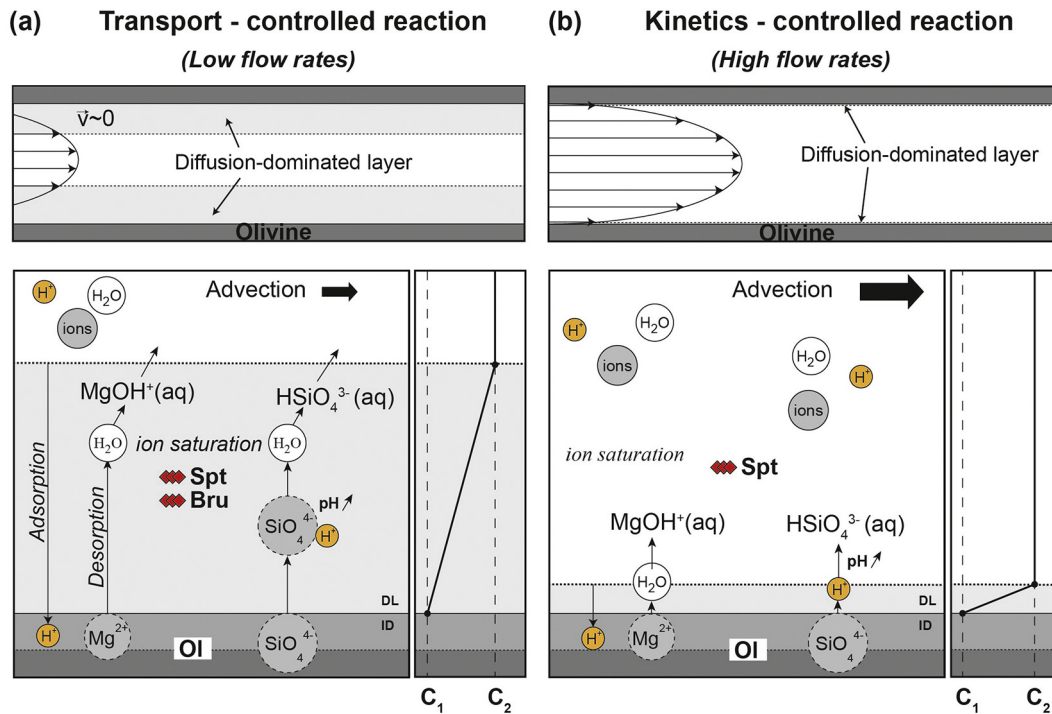 (a) Transport - controlled reaction
(Low flow rates)
v⃗~0
Diffusion-dominated layer
Olivine
H⁺
H₂O
ions
Advection
MgOH⁺(aq)
HSiO₄³⁻(aq)
H₂O
ion saturation
H₂O
Adsorption
Desorption
Spt
Bru
pH
SiO₄⁴⁻
H⁺
DL
ID
H⁺
Mg²⁺
Ol
SiO₄⁴⁻
C₁
C₂
(b) Kinetics - controlled reaction
(High flow rates)
Diffusion-dominated layer
Olivine
Advection
H⁺
H₂O
ions
H₂O
H⁺
ions
ion saturation
Spt
MgOH⁺(aq)
HSiO₄³⁻(aq)
pH
H₂O
H⁺
DL
ID
H⁺
Mg²⁺
Ol
SiO₄⁴⁻
C₁
C₂